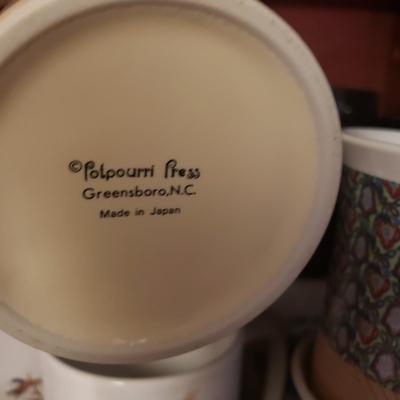 ©Potpourri Press
Greensboro, N.C.
Made in Japan